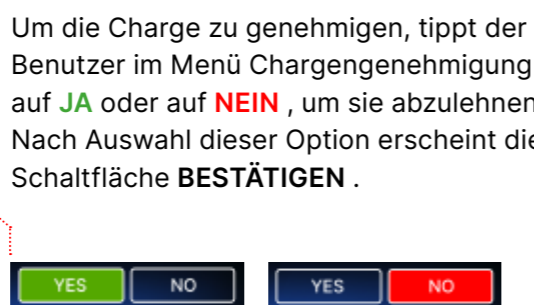 Um die Charge zu genehmigen, tippt der
Benutzer im Menü Chargengenehmigung
auf JA oder auf NEIN , um sie abzulehnen
Nach Auswahl dieser Option erscheint die
Schaltfläche BESTÄTIGEN .
YES NO YES NO